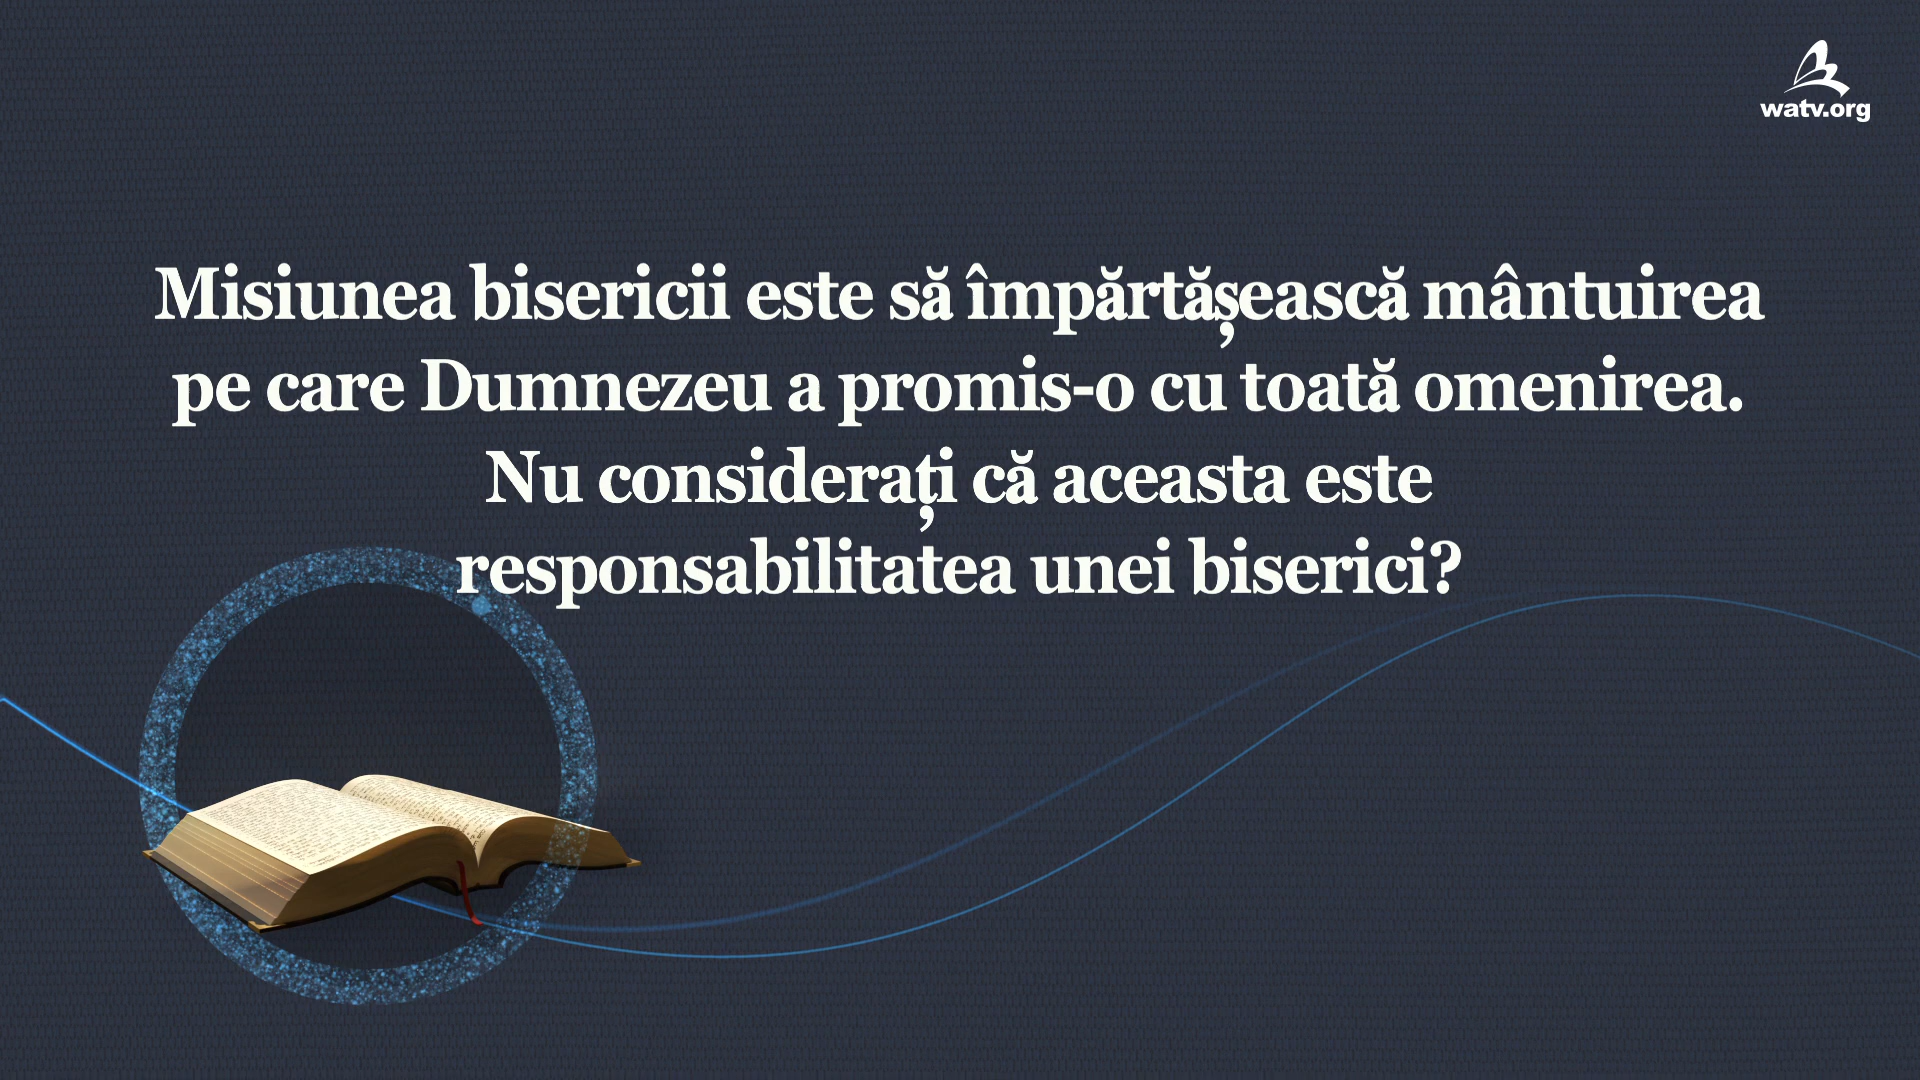 watv.org
Misiunea bisericii este să împărtășească mântuirea
pe care Dumnezeu a promis-o cu toată omenirea.
Nu considerați că aceasta este
responsabilitatea unei biserici?